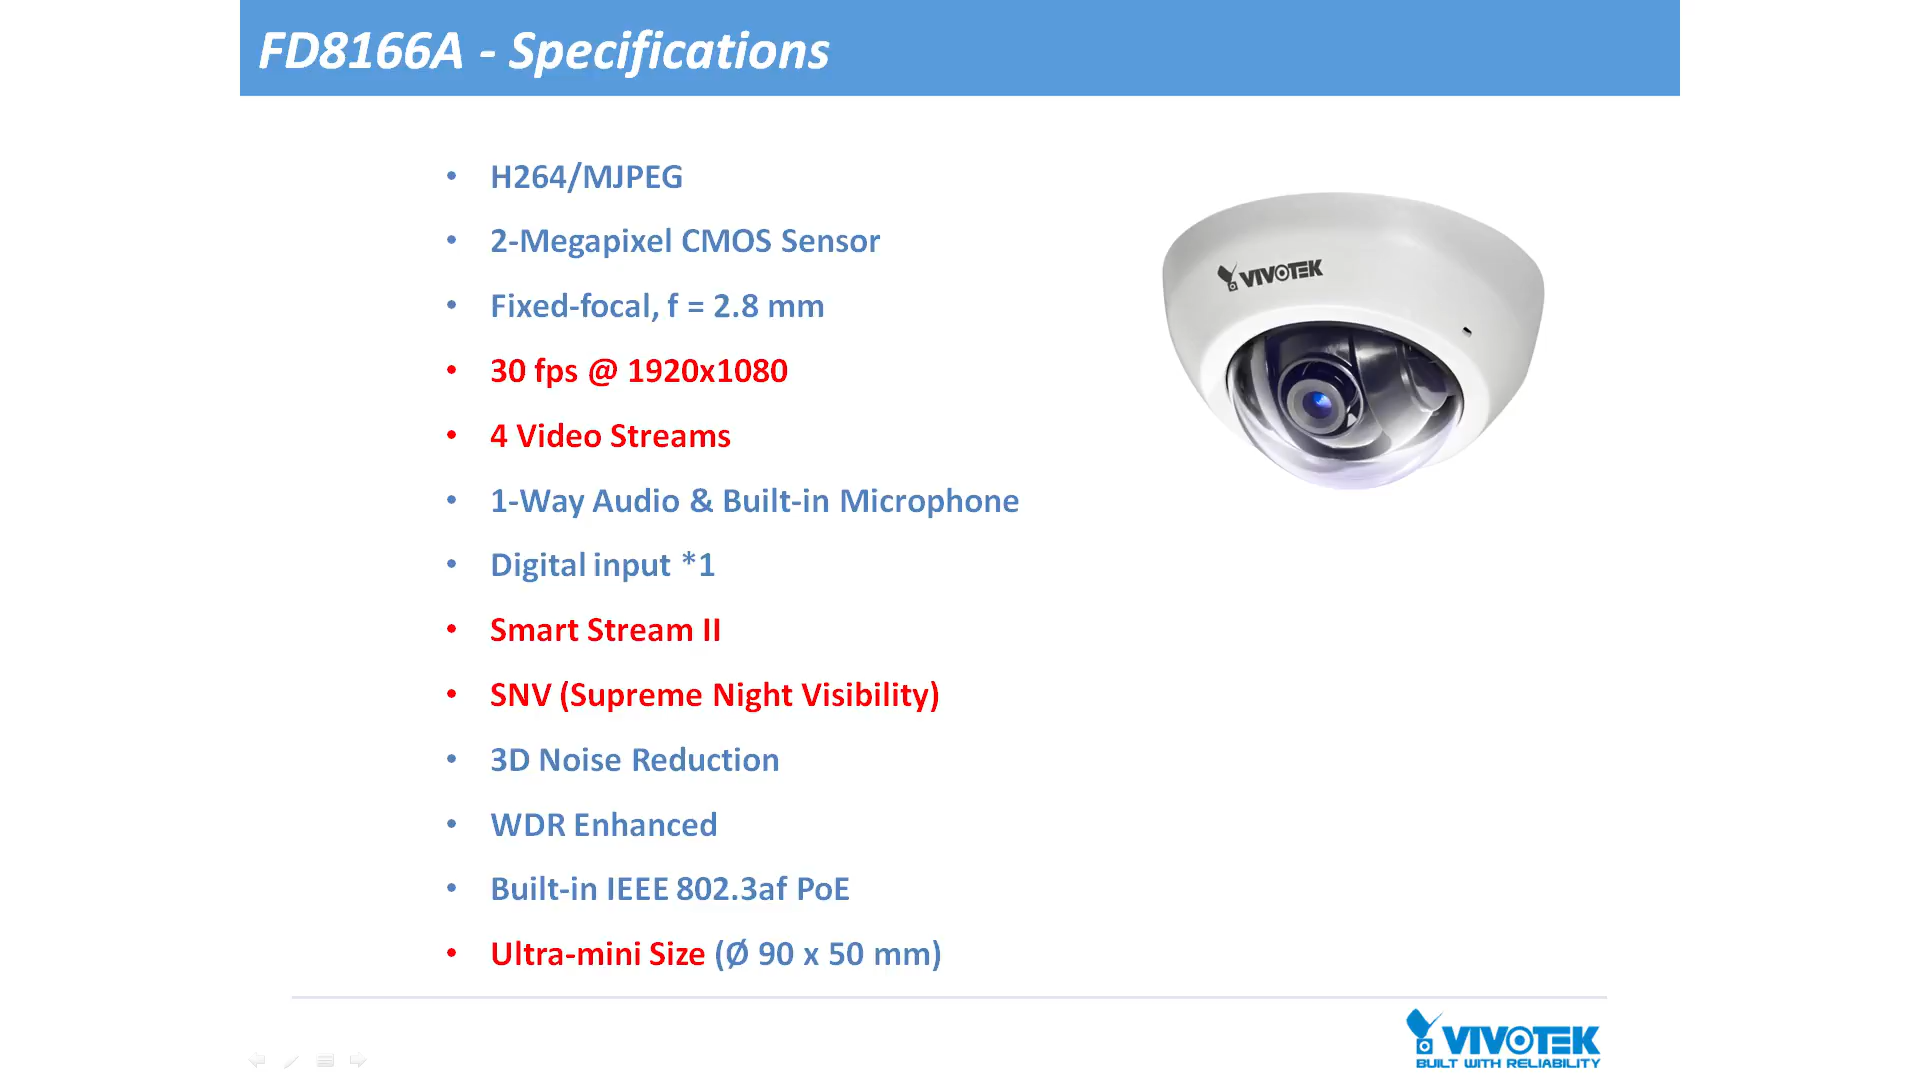 FD8166A - Specifications
• H264/MJPEG
• 2-Megapixel CMOS Sensor
• Fixed-focal, f = 2.8 mm
• 30 fps @ 1920x1080
• 4 Video Streams
• 1-Way Audio & Built-in Microphone
• Digital input *1
• Smart Stream II
• SNV (Supreme Night Visibility)
• 3D Noise Reduction
• WDR Enhanced
• Built-in IEEE 802.3af PoE
• Ultra-mini Size (Ø 90 x 50 mm)
VIVOTEK
VIVOTEK
BUILT WITH RELIABILITY